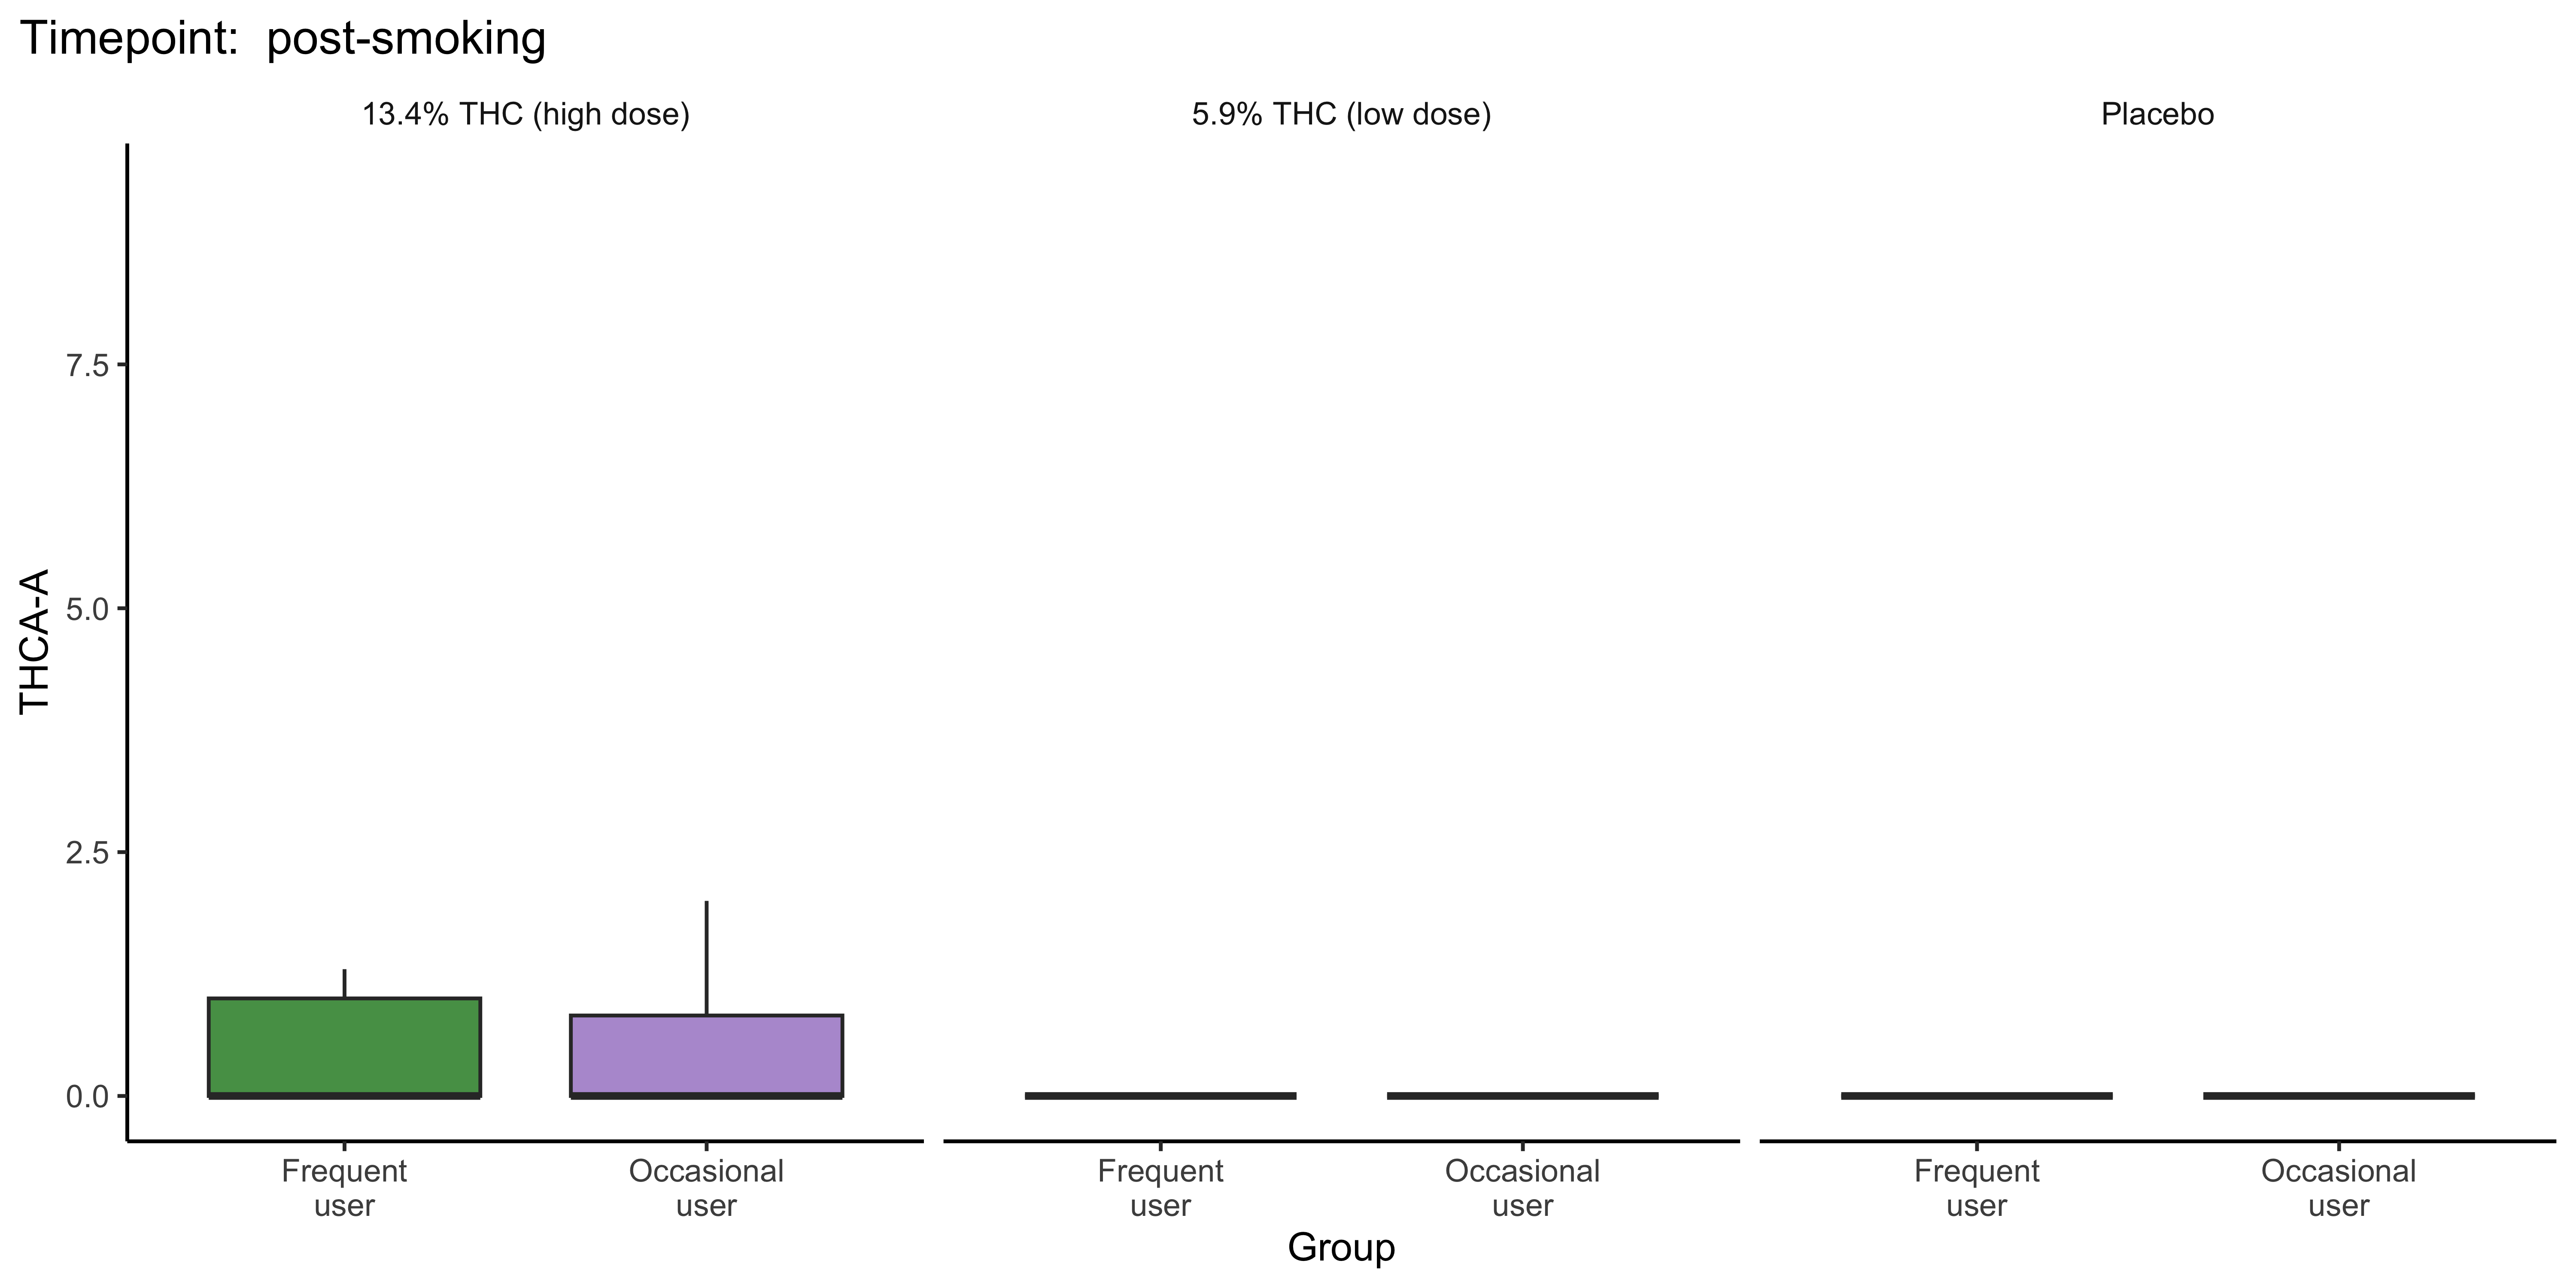 Timepoint:  post-smoking
13.4% THC (high dose)
5.9% THC (low dose)
Placebo
THCA-A
7.5
5.0
2.5
0.0
Frequent
user
Occasional
user
Frequent
user
Occasional
user
Frequent
user
Occasional
user
Group